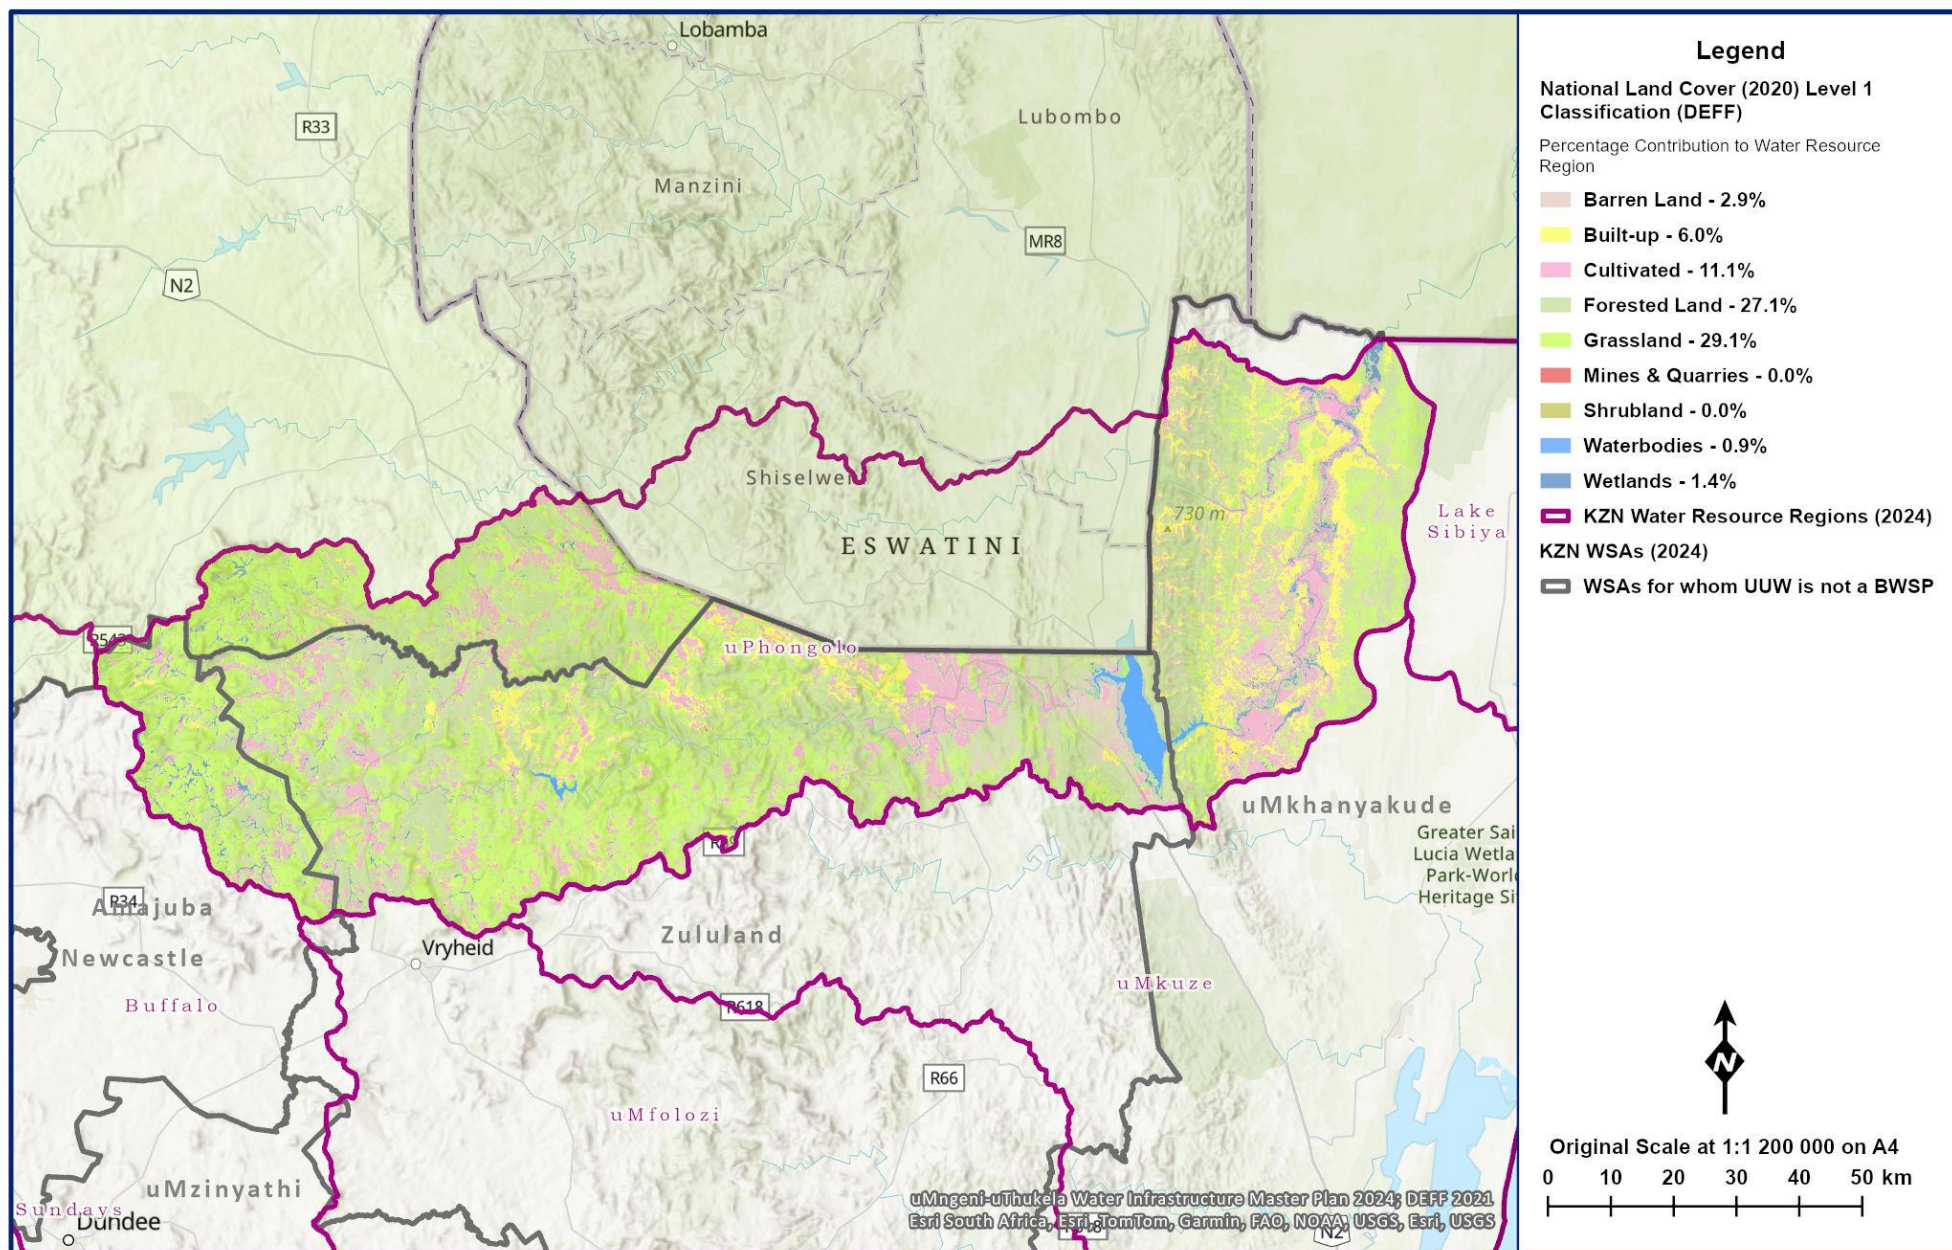 Lobamba
Lubombo
R33
Manzini
MR8
N2
Shiselwe
730 m
ESWATINI
Lake
Sibiya
R543
uPhongolo
uMkhanyakude
Greater Sai
Lucia Wetla
Park-Worl
Heritage Si
R34
Amajuba
Newcastle
Vryheid
Zululand
uMkuze
Buffalo
R618
R66
uMfolozi
uMzinyathi
Sundays
Dundee
N2
uMngeni-uThukela Water Infrastructure Master Plan 2024; DEFF 2021
Esri South Africa, Esri, TomTom, Garmin, FAO, NOAA, USGS, Esri, USGS
Legend
National Land Cover (2020) Level 1
Classification (DEFF)
Percentage Contribution to Water Resource
Region
Barren Land - 2.9%
Built-up - 6.0%
Cultivated - 11.1%
Forested Land - 27.1%
Grassland - 29.1%
Mines & Quarries - 0.0%
Shrubland - 0.0%
Waterbodies - 0.9%
Wetlands - 1.4%
KZN Water Resource Regions (2024)
KZN WSAs (2024)
WSAs for whom UUW is not a BWSP
N
Original Scale at 1:1 200 000 on A4
0 10 20 30 40 50 km